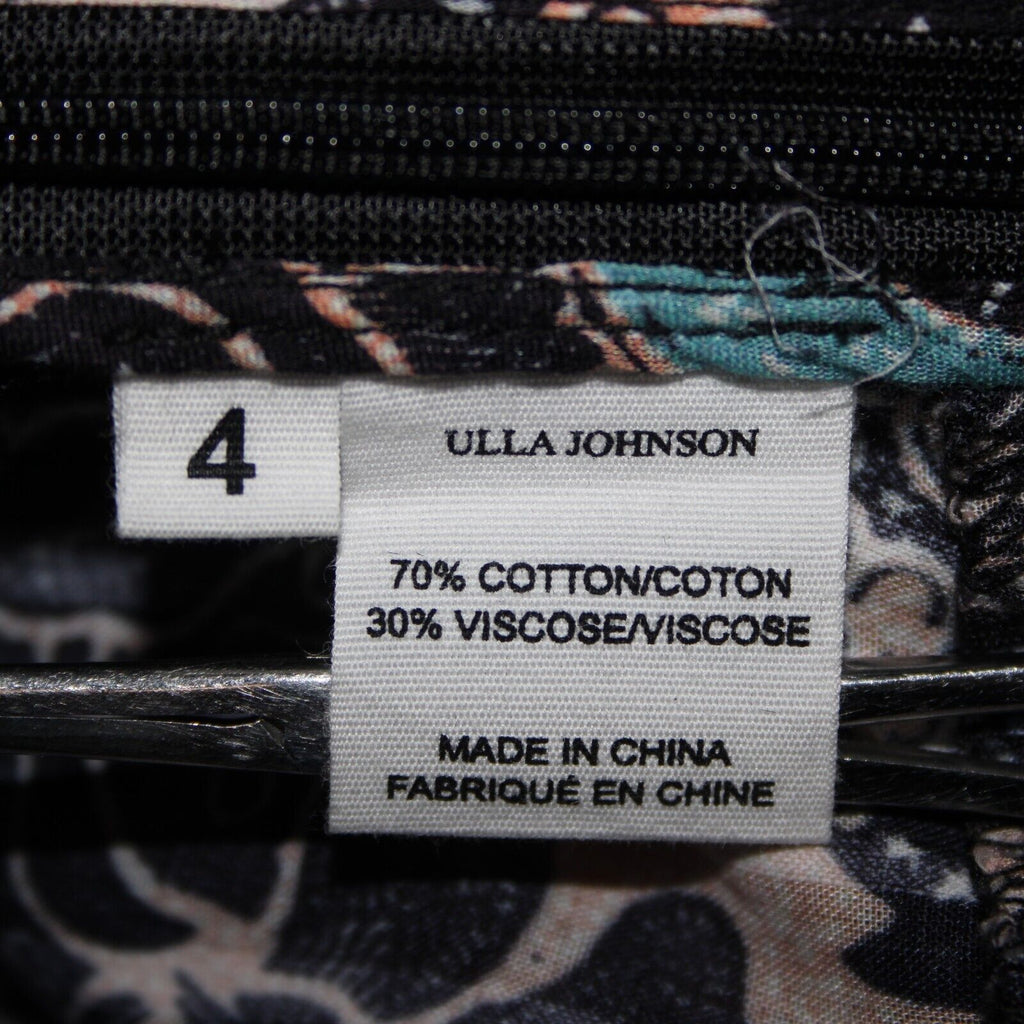 4
ULLA JOHNSON
70% COTTON/COTON
30% VISCOSE/VISCOSE
MADE IN CHINA
FABRIQUÉ EN CHINE